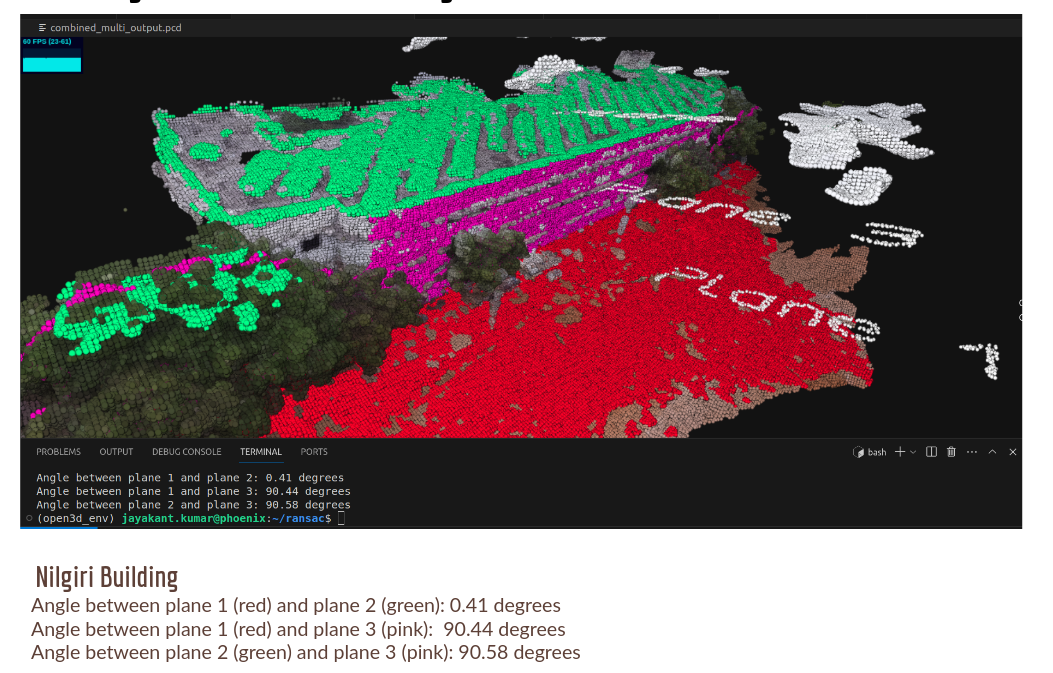 combined_multi_output.pcd
60 FPS (23-61)
Plane 3
Plane 1
PROBLEMS OUTPUT DEBUG CONSOLE TERMINAL PORTS
bash
Angle between plane 1 and plane 2: 0.41 degrees
Angle between plane 1 and plane 3: 90.44 degrees
Angle between plane 2 and plane 3: 90.58 degrees
(open3d_env) jayakant.kumar@phoenix:~/ransac$
Nilgiri Building
Angle between plane 1 (red) and plane 2 (green): 0.41 degrees
Angle between plane 1 (red) and plane 3 (pink): 90.44 degrees
Angle between plane 2 (green) and plane 3 (pink): 90.58 degrees